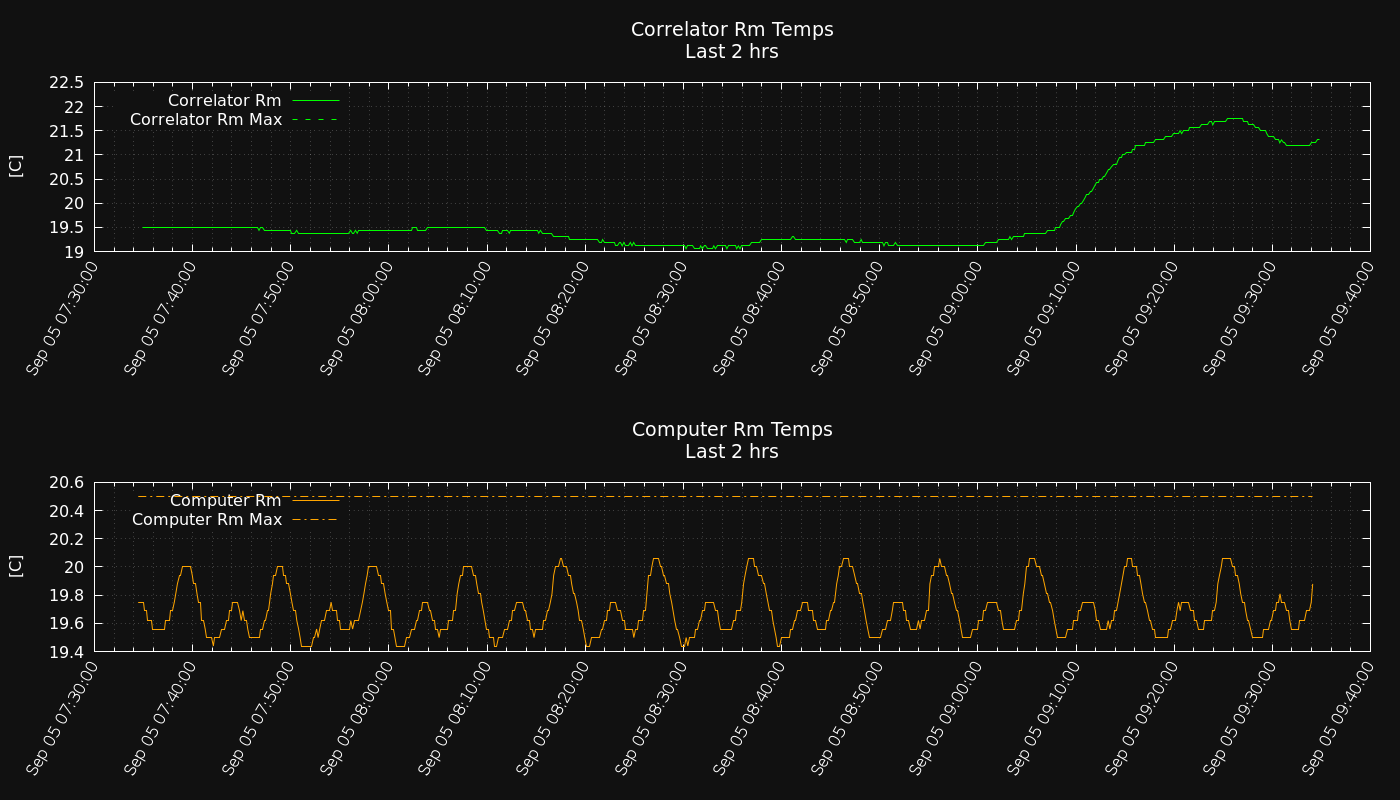 Correlator Rm Temps
Last 2 hrs
[C]
22.5
22
21.5
21
20.5
20
19.5
19
Correlator Rm
Correlator Rm Max
Sep 05 07:30:00
Sep 05 07:40:00
Sep 05 07:50:00
Sep 05 08:00:00
Sep 05 08:10:00
Sep 05 08:20:00
Sep 05 08:30:00
Sep 05 08:40:00
Sep 05 08:50:00
Sep 05 09:00:00
Sep 05 09:10:00
Sep 05 09:20:00
Sep 05 09:30:00
Sep 05 09:40:00
Computer Rm Temps
Last 2 hrs
[C]
20.6
20.4
20.2
20
19.8
19.6
19.4
Computer Rm
Computer Rm Max
Sep 05 07:30:00
Sep 05 07:40:00
Sep 05 07:50:00
Sep 05 08:00:00
Sep 05 08:10:00
Sep 05 08:20:00
Sep 05 08:30:00
Sep 05 08:40:00
Sep 05 08:50:00
Sep 05 09:00:00
Sep 05 09:10:00
Sep 05 09:20:00
Sep 05 09:30:00
Sep 05 09:40:00